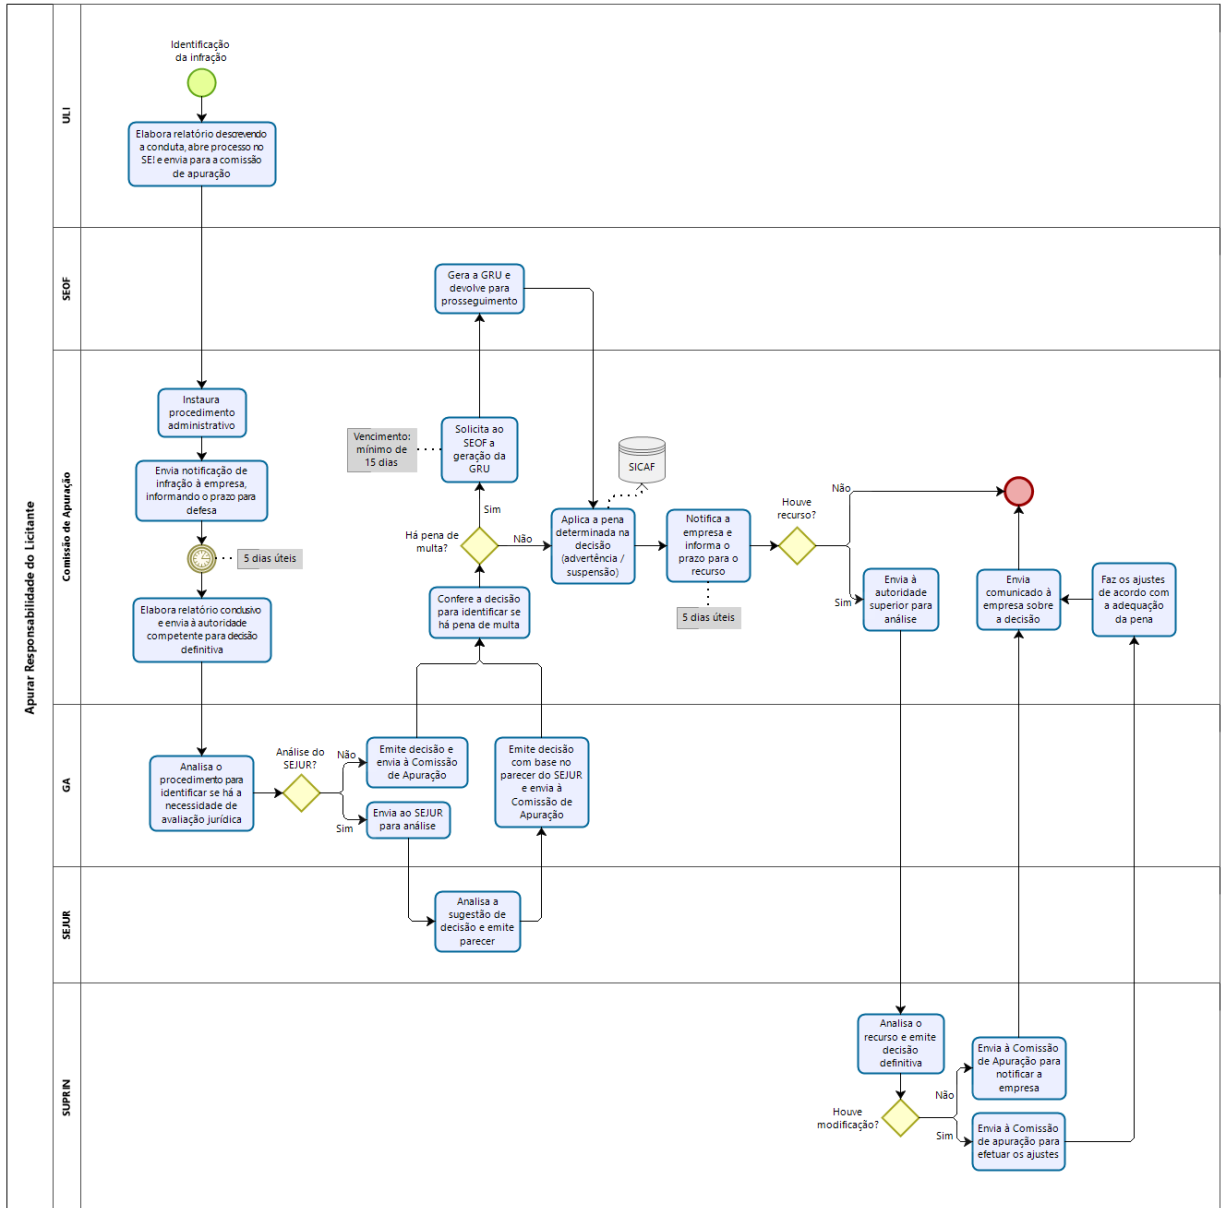 Apurar Responsabilidade do Licitante
ULI
Identificação
da infração
Elabora relatório descrevendo
a conduta, abre processo no
SEI e envia para a comissão
de apuração
SEOF
Gera a GRU e
devolve para
prosseguimento
Comissão de Apuração
Instaura
procedimento
administrativo
Envia notificação de
infração à empresa,
informando o prazo para
defesa
5 dias úteis
Elabora relatório conclusivo
e envia à autoridade
competente para decisão
definitiva
Vencimento:
mínimo de
15 dias
Solicita ao
SEOF a
geração da
GRU
Sim
Há pena de
multa?
Não
Confere a decisão
para identificar se
há pena de multa
SICAF
Aplica a pena
determinada na
decisão
(advertência /
suspensão)
Notifica a
empresa e
informa o
prazo para o
recurso
5 dias úteis
Houve
recurso?
Não
Sim
Envia à
autoridade
superior para
análise
Envia
comunicado à
empresa sobre
a decisão
Faz os ajustes
de acordo com
a adequação
da pena
GA
Analisa o
procedimento para
identificar se há a
necessidade de
avaliação jurídica
Análise do
SEJUR?
Não
Sim
Emite decisão e
envia à Comissão
de Apuração
Envia ao SEJUR
para análise
Emite decisão
com base no
parecer do SEJUR
e envia à
Comissão de
Apuração
SEJUR
Analisa a
sugestão de
decisão e emite
parecer
SUPRIN
Analisa o
recurso e emite
decisão
definitiva
Houve
modificação?
Não
Sim
Envia à Comissão
de Apuração para
notificar a
empresa
Envia à Comissão
de apuração para
efetuar os ajustes